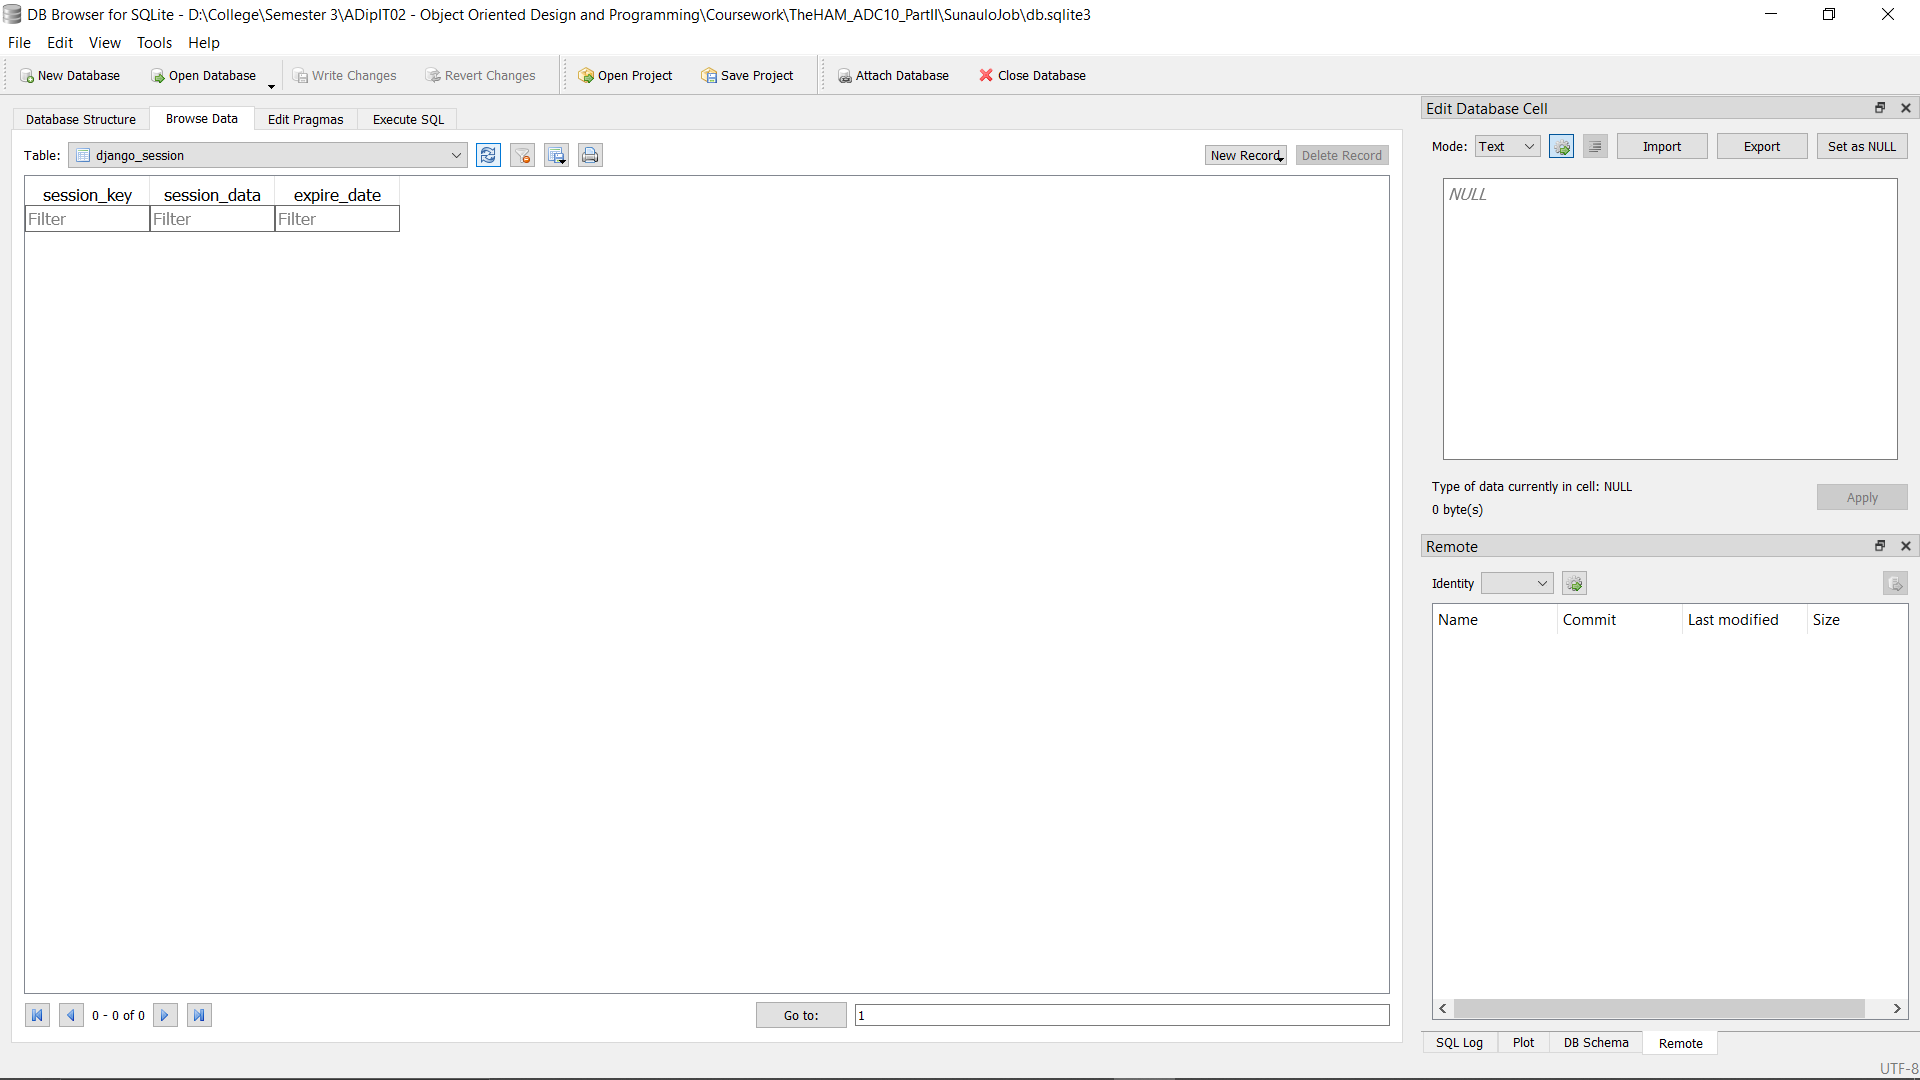 DB Browser for SQLite - D:\College\Semester 3\ADipIT02 - Object Oriented Design and Programming\Coursework\TheHAM_ADC10_PartII\SunauloJob\db.sqlite3
File Edit View Tools Help
New Database Open Database Write Changes Revert Changes Open Project Save Project Attach Database Close Database
Database Structure Browse Data Edit Pragmas Execute SQL
Table: django_session New Record Delete Record
session_key session_data expire_date
Filter Filter Filter
0 - 0 of 0 Go to: 1
Edit Database Cell
Mode: Text Import Export Set as NULL
NULL
Type of data currently in cell: NULL
0 byte(s)
Apply
Remote
Identity
Name Commit Last modified Size
SQL Log Plot DB Schema Remote
UTF-8